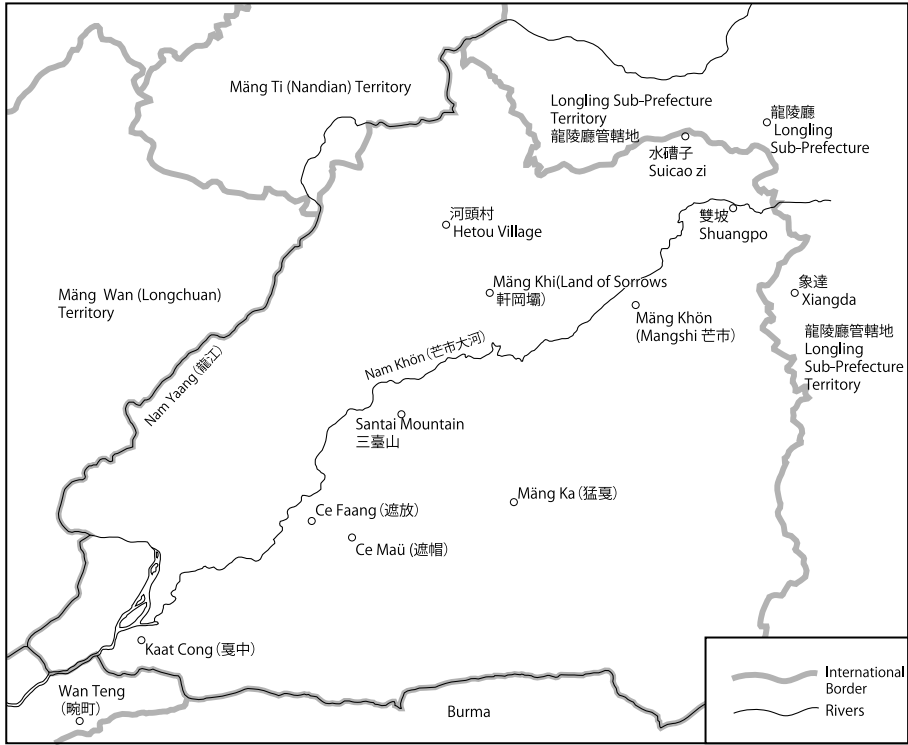 Mäng Ti (Nandian) Territory
Longling Sub-Prefecture
Territory
龍陵廳管轄地
龍陵廳
Longling
Sub-Prefecture
水磠子
Suicao zi
河頭村
Hetou Village
雙坡
Shuangpo
Mäng Wan (Longchuan)
Territory
Mäng Khi(Land of Sorrows
軒岡壩)
Mäng Khön
(Mangshi 芒市)
象達
Xiangda
龍陵廳管轄地
Longling
Sub-Prefecture
Territory
Nam Yaang (龍江)
Nam Khön (芒市大河)
Santai Mountain
三臺山
Mäng Ka (猛戛)
Ce Faang (遮放)
Ce Maü (遮帽)
Kaat Cong (戛中)
Wan Teng
(畹町)
Burma
International
Border
Rivers